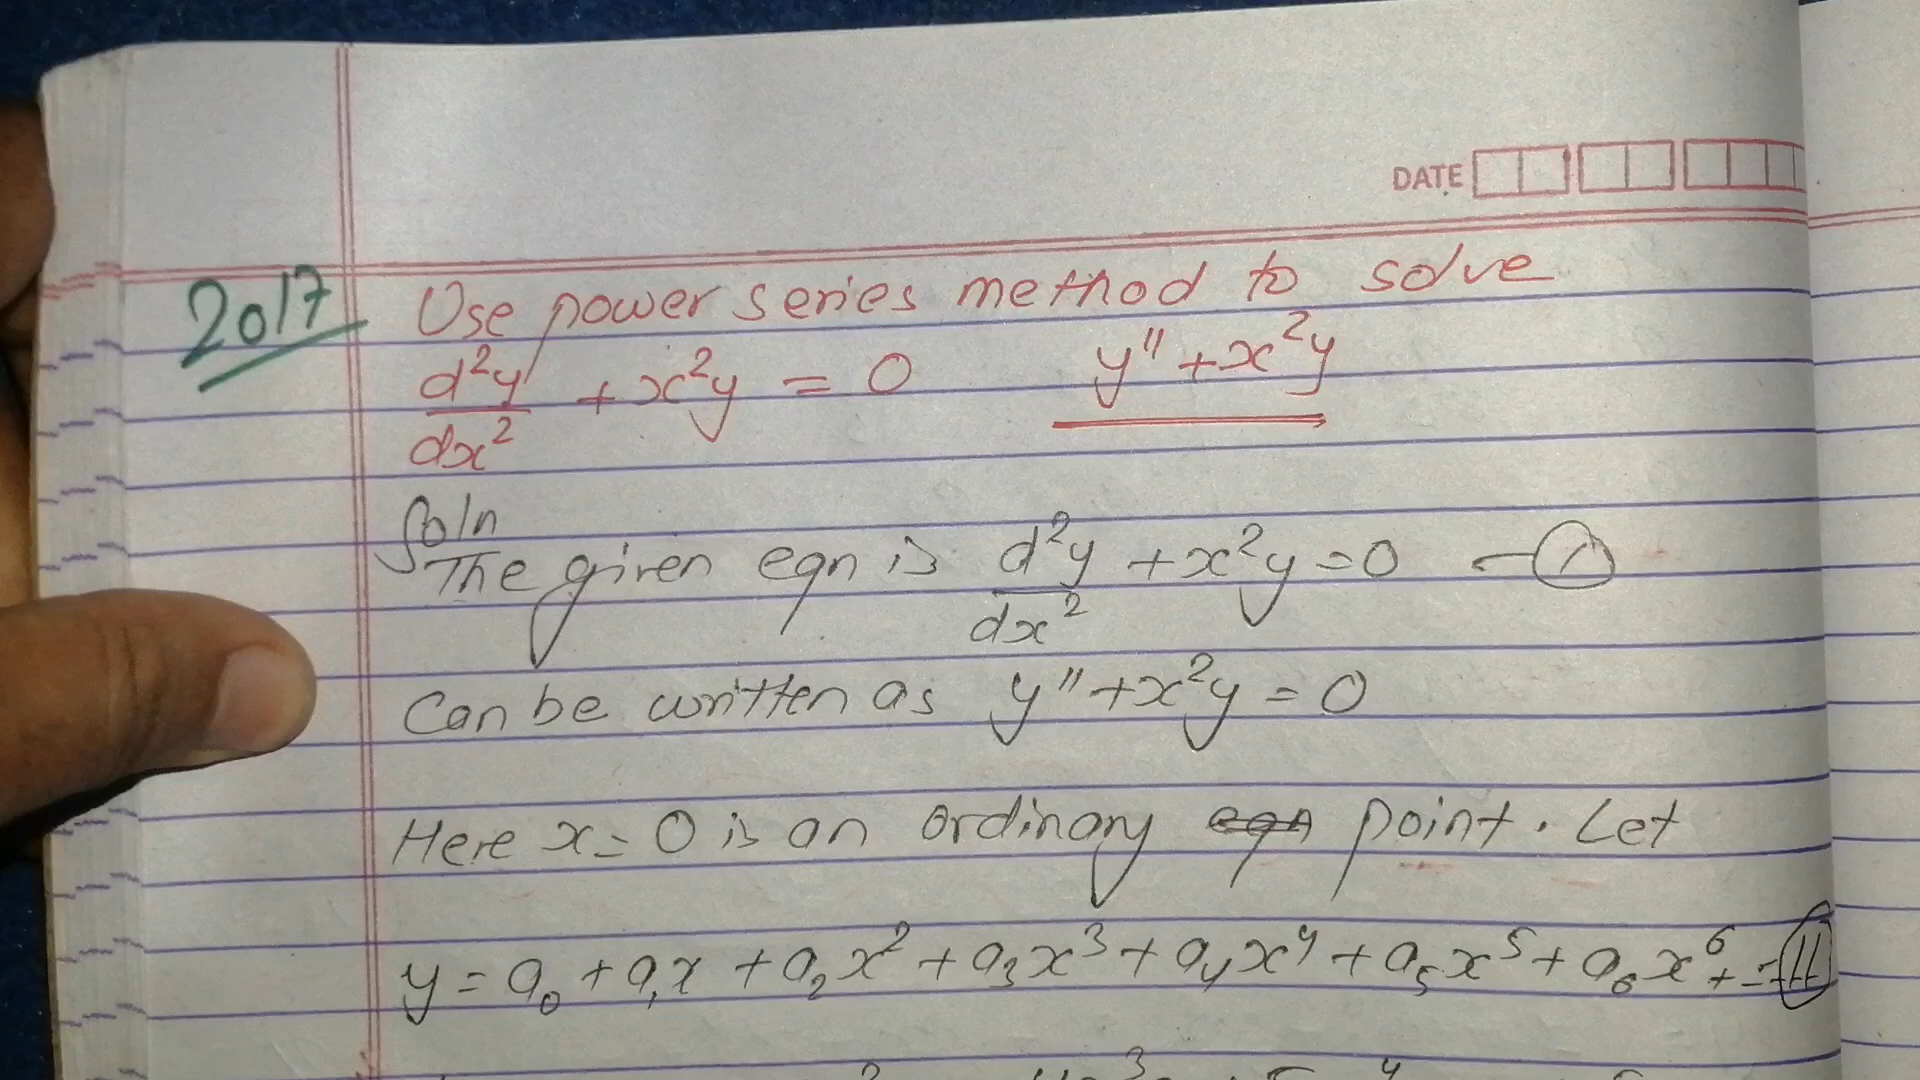 DATE
2017 Use power series method to solve
d²y/dx² + x²y = 0 y'' + x²y
Soln
The given eqn is d²y/dx² + x²y = 0 — (1)
Can be written as y'' + x²y = 0
Here x = 0 is an ordinary eqn point. Let
y = a₀ + a₁x + a₂x² + a₃x³ + a₄x⁴ + a₅x⁵ + a₆x⁶ + -- (11)